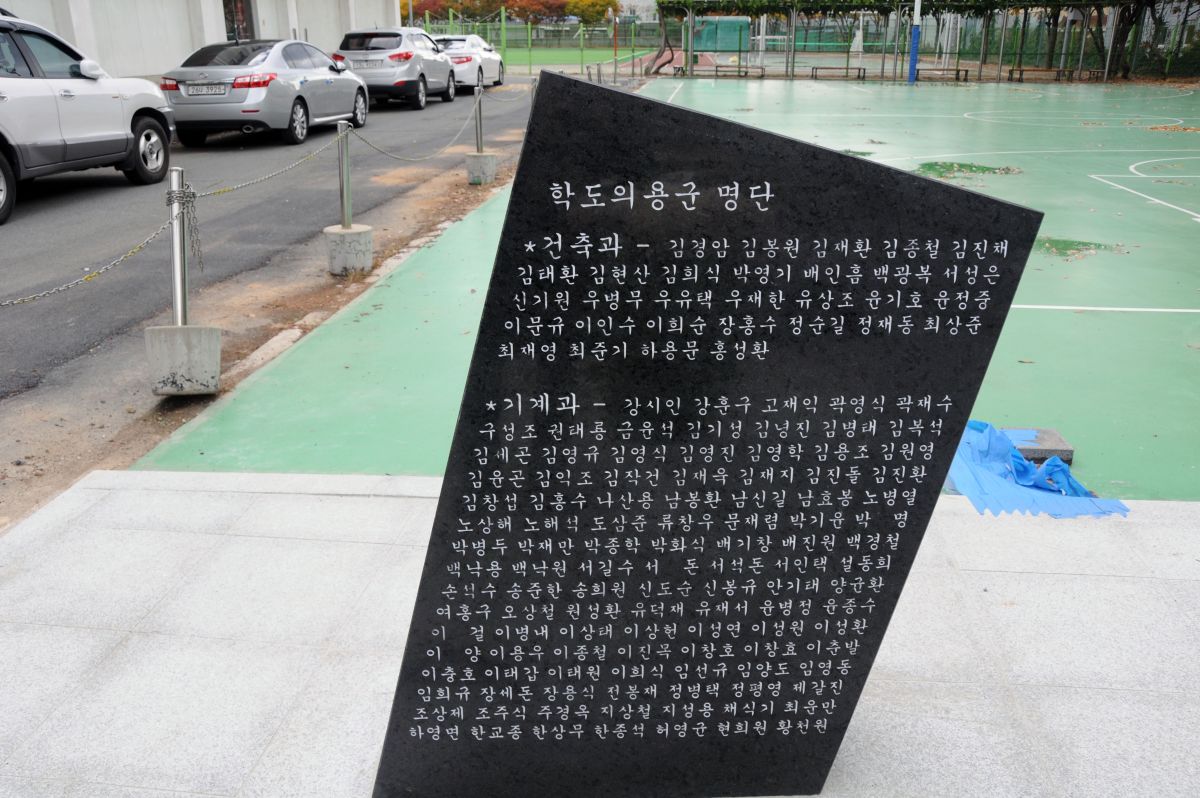 학도의용군 명단
*건축과 - 김경암 김봉원 김재환 김종철 김진채
김태환 김현산 김희식 박영기 배인흠 백광복 서성은
신기원 우병무 우유택 우재한 유상조 윤기호 윤정중
이문규 이인수 이희순 장홍수 정순길 정재동 최상준
최재영 최준기 하용문 홍성환
*기계과 - 강시인 강훈구 고재익 곽영식 곽재수
구성조 권태룡 금윤석 김기성 김녕진 김병태 김복석
김세곤 김영규 김영식 김영진 김영학 김용조 김원영
김윤곤 김익조 김작건 김재욱 김재지 김진돌 김진환
김창섭 김홍수 나산용 남봉환 남신길 남효봉 노병열
노상해 노해석 도삼준 류창우 문재렴 박기윤 박 명
박병두 박재만 박종학 박화식 배기창 배진원 백경철
백낙용 백낙원 서길수 서 돈 서석돈 서인택 설동희
손식수 송준한 송희원 신도순 신봉규 안기태 양균환
여홍구 오상철 원성환 유덕재 유재서 윤병정 윤종수
이 걸 이병내 이상태 이상헌 이성연 이성원 이성환
이 양 이용우 이종철 이진목 이창호 이창효 이춘발
이충호 이태갑 이태원 이희식 임선규 임양도 임영동
임희규 장세돈 장용식 전봉재 정병택 정평영 제갈진
조상제 조주식 주경옥 지상철 지성용 채식기 최윤만
하영면 한교종 한상무 한종석 허영균 현희원 황천원